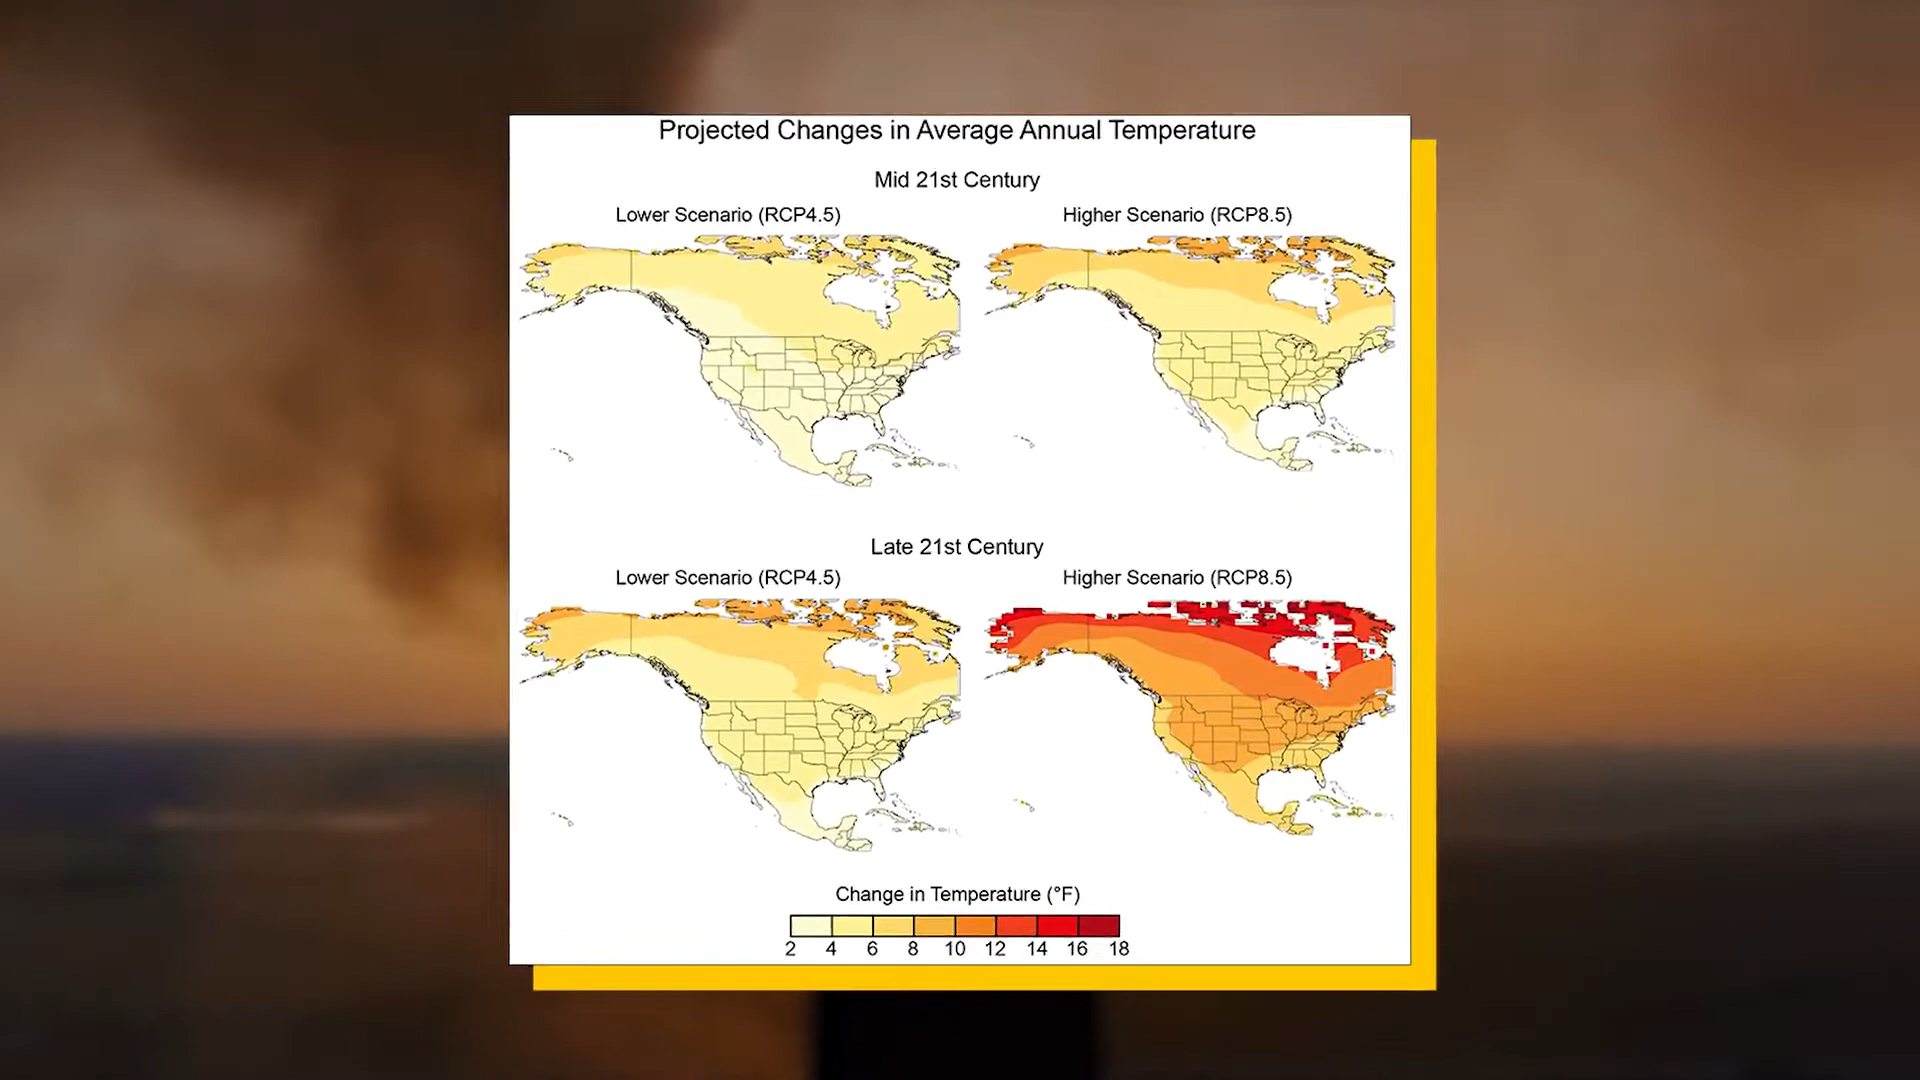 Projected Changes in Average Annual Temperature
Mid 21st Century
Lower Scenario (RCP4.5)
Higher Scenario (RCP8.5)
Late 21st Century
Lower Scenario (RCP4.5)
Higher Scenario (RCP8.5)
Change in Temperature (°F)
2 4 6 8 10 12 14 16 18